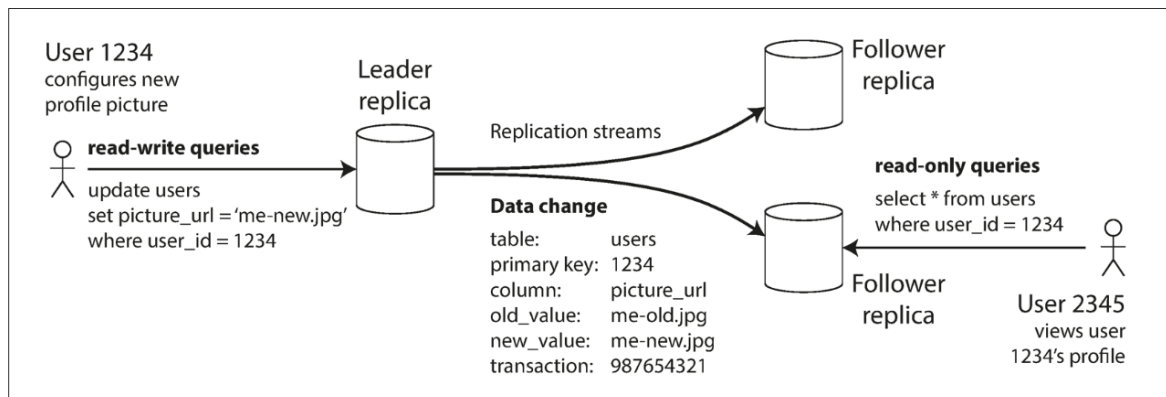 User 1234
configures new
profile picture
read-write queries
update users
set picture_url = ‘me-new.jpg’
where user_id = 1234
Leader
replica
Replication streams
Data change
table: users
primary key: 1234
column: picture_url
old_value: me-old.jpg
new_value: me-new.jpg
transaction: 987654321
Follower
replica
read-only queries
select * from users
where user_id = 1234
Follower
replica
User 2345
views user
1234’s profile